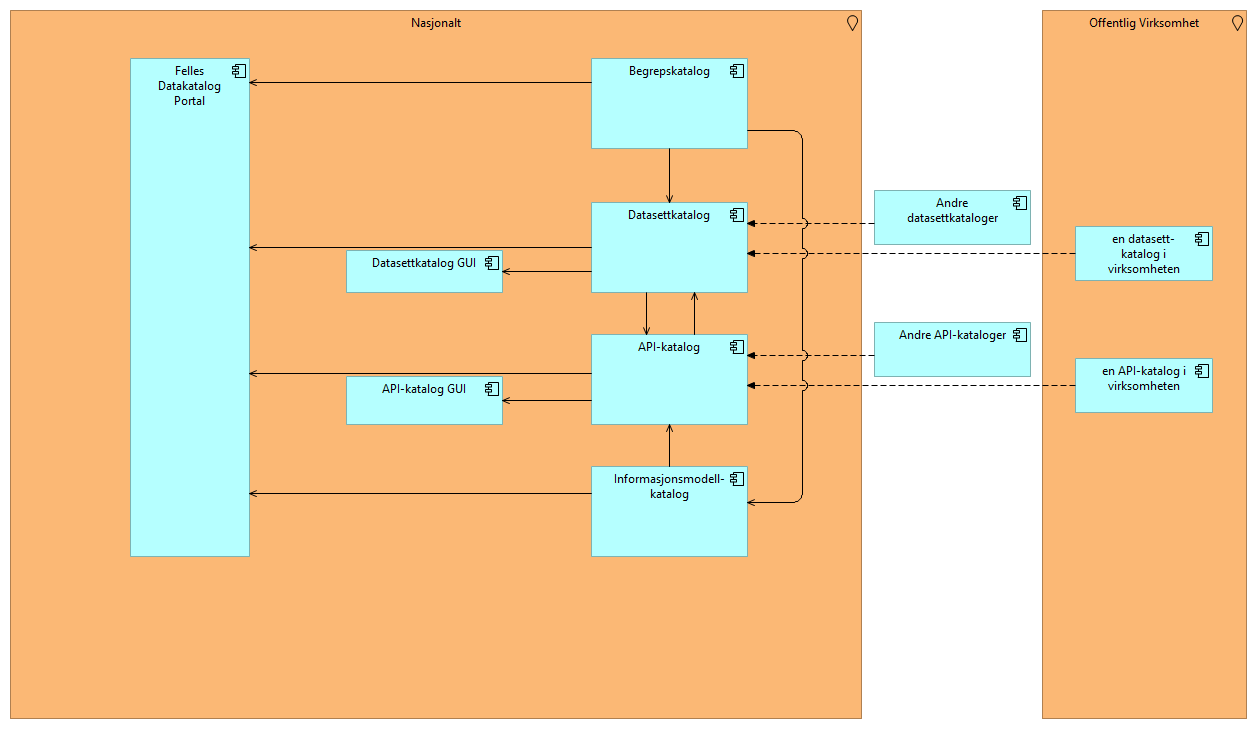 Nasjonalt
Offentlig Virksomhet
Felles
Datakatalog
Portal
Begrepskatalog
Datasettkatalog
Andre
datasettkataloger
en datasett-
katalog i
virksomheten
Datasettkatalog GUI
API-katalog
Andre API-kataloger
en API-katalog i
virksomheten
API-katalog GUI
Informasjonsmodell-
katalog